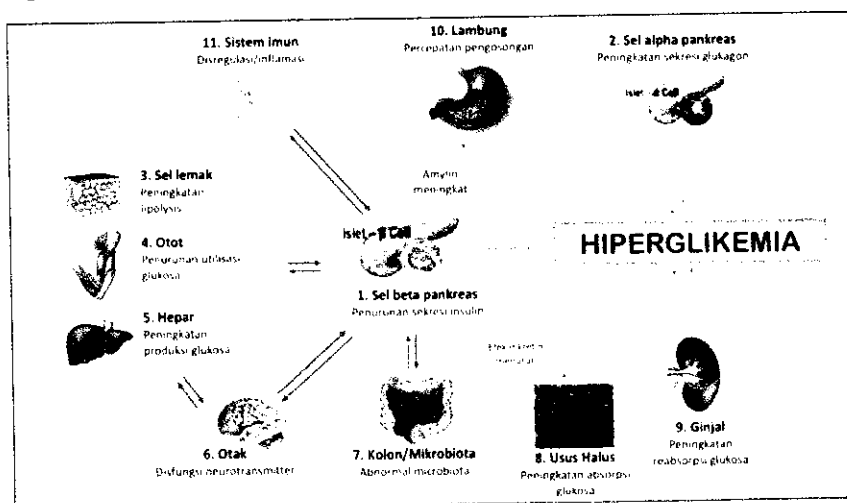 11. Sistem imun
Disregulasi/inflamasi
10. Lambung
Percepatan pengosongan
2. Sel alpha pankreas
Peningkatan sekresi glukagon
3. Sel lemak
Peningkatan
lipolysis
Amylin
meningkat
4. Otot
Penurunan utilisasi
glukosa
HIPERGLIKEMIA
1. Sel beta pankreas
Penurunan sekresi insulin
5. Hepar
Peningkatan
produksi glukosa
6. Otak
Disfungsi neurotransmitter
7. Kolon/Mikrobiota
Abnormal microbiota
8. Usus Halus
Peningkatan absorpsi
glukosa
9. Ginjal
Peningkatan
reabsorpsi glukosa